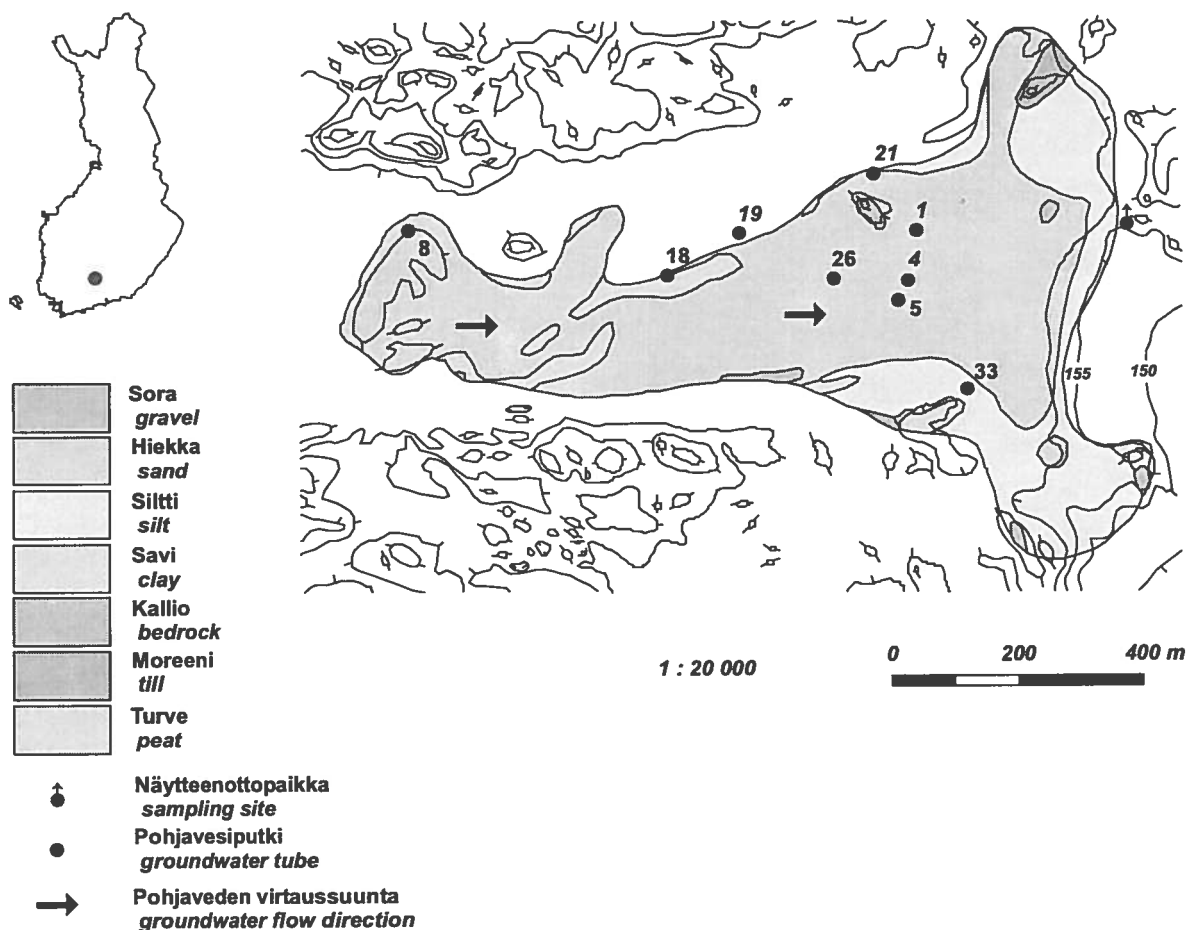 21
1
19
8
18
26
4
5
33
155
150
Sora
gravel
Hiekka
sand
Siltti
silt
Savi
clay
Kallio
bedrock
Moreeni
till
Turve
peat
1 : 20 000
0 200 400 m
Näytteenottopaikka
sampling site
Pohjavesiputki
groundwater tube
Pohjaveden virtaussuunta
groundwater flow direction